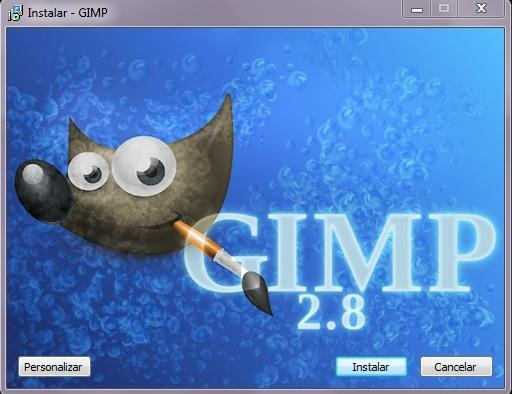 Instalar - GIMP
GIMP
2.8
Personalizar
Instalar
Cancelar